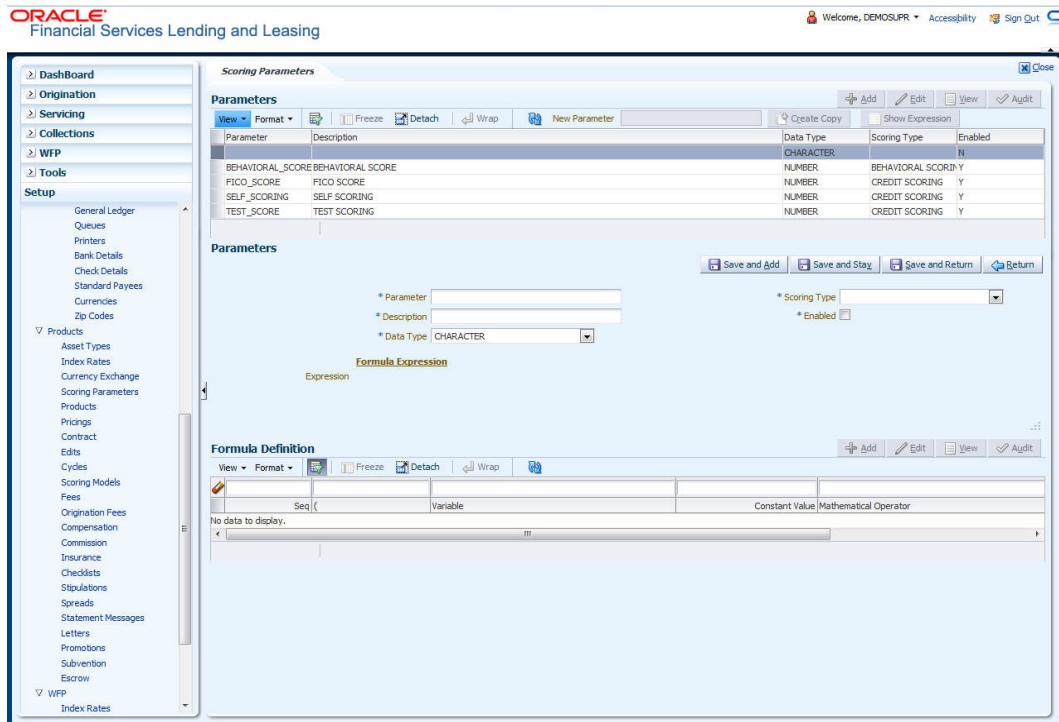 ORACLE
Financial Services Lending and Leasing
Welcome, DEMOSUPR Accessibility Sign Out
DashBoard
Origination
Servicing
Collections
WFP
Tools
Setup
General Ledger
Queues
Printers
Bank Details
Check Details
Standard Payees
Currencies
Zip Codes
Products
Asset Types
Index Rates
Currency Exchange
Scoring Parameters
Products
Pricings
Contract
Edits
Cycles
Scoring Models
Fees
Origination Fees
Compensation
Commission
Insurance
Checklists
Stipulations
Spreads
Statement Messages
Letters
Promotions
Subvention
Escrow
WFP
Index Rates
Scoring Parameters
Close
Parameters
Add Edit View Audit
View Format Freeze Detach Wrap New Parameter Create Copy Show Expression
Parameter Description Data Type Scoring Type Enabled
CHARACTER N
BEHAVIORAL_SCORE BEHAVIORAL SCORE NUMBER BEHAVIORAL SCORIN Y
FICO_SCORE FICO SCORE NUMBER CREDIT SCORING Y
SELF_SCORING SELF SCORING NUMBER CREDIT SCORING Y
TEST_SCORE TEST SCORING NUMBER CREDIT SCORING Y
Parameters
Save and Add Save and Stay Save and Return Return
* Parameter * Scoring Type
* Description * Enabled
* Data Type CHARACTER
Formula Expression
Expression
Formula Definition
Add Edit View Audit
View Format Freeze Detach Wrap
Seq ( Variable Constant Value Mathematical Operator
No data to display.